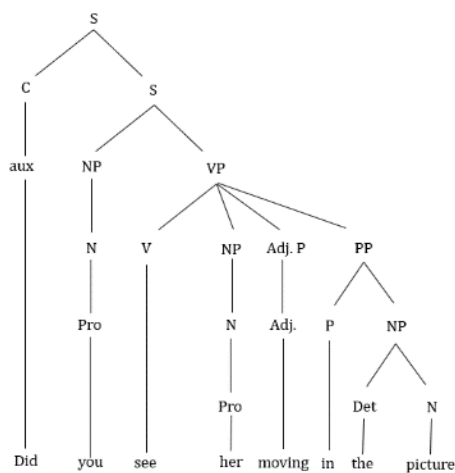 S
C S
aux NP VP
N V NP Adj. P PP
Pro N Adj. P NP
Pro Det N
Did you see her moving in the picture